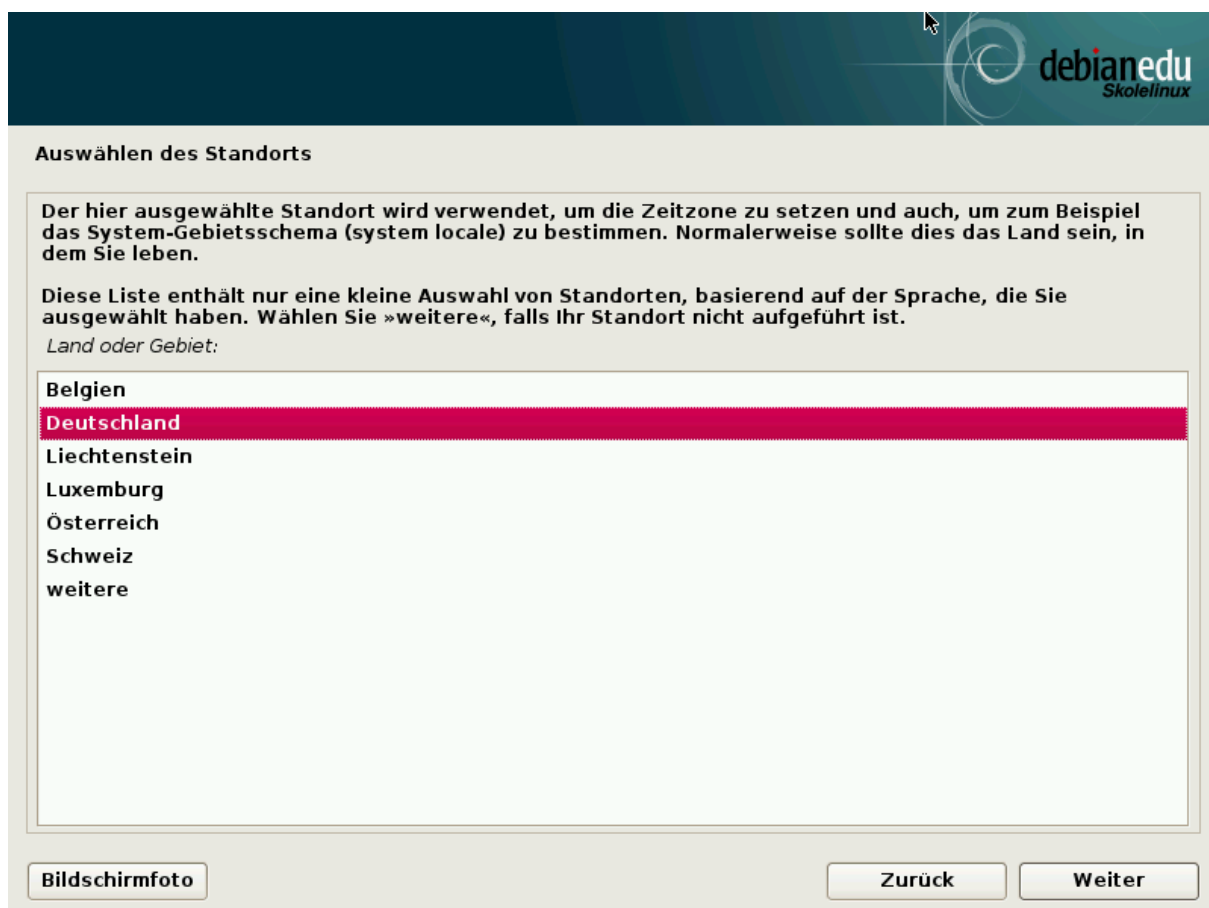 debianedu
Skolelinux
Auswählen des Standorts
Der hier ausgewählte Standort wird verwendet, um die Zeitzone zu setzen und auch, um zum Beispiel
das System-Gebietsschema (system locale) zu bestimmen. Normalerweise sollte dies das Land sein, in
dem Sie leben.
Diese Liste enthält nur eine kleine Auswahl von Standorten, basierend auf der Sprache, die Sie
ausgewählt haben. Wählen Sie »weitere«, falls Ihr Standort nicht aufgeführt ist.
Land oder Gebiet:
Belgien
Deutschland
Liechtenstein
Luxemburg
Österreich
Schweiz
weitere
Bildschirmfoto
Zurück
Weiter